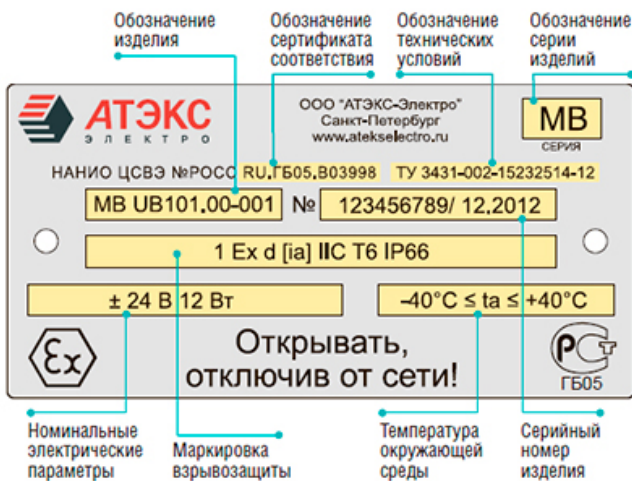 Обозначение
изделия
Обозначение
сертификата
соответствия
Обозначение
технических
условий
Обозначение
серии
изделий
АТЭКС
ЭЛЕКТРО
ООО "АТЭКС-Электро"
Санкт-Петербург
www.atekselectro.ru
МВ
СЕРИЯ
НАНИО ЦСВЭ №РОСС RU.ГБ05.В03998 ТУ 3431-002-15232514-12
МВ UB101.00-001 № 123456789/ 12.2012
1 Ex d [ia] IIC T6 IP66
± 24 В 12 Вт
-40°C ≤ ta ≤ +40°C
Ex
Открывать,
отключив от сети!
РСТ
ГБ05
Номинальные
электрические
параметры
Маркировка
взрывозащиты
Температура
окружающей
среды
Серийный
номер
изделия